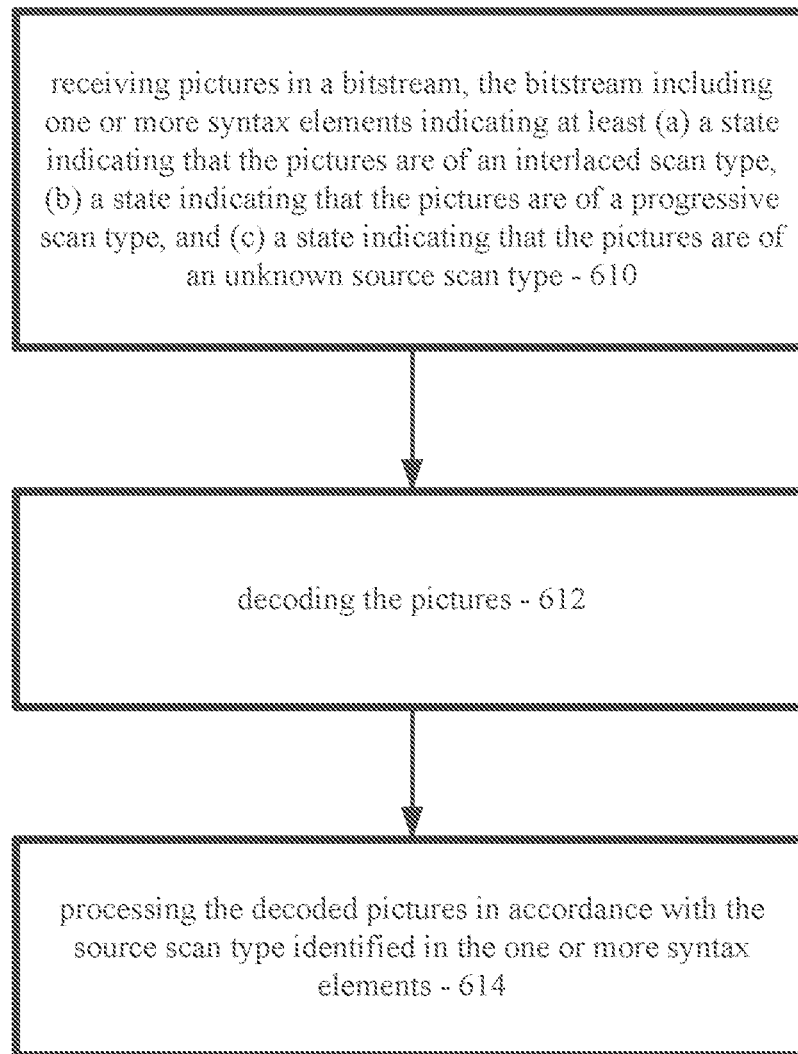 receiving pictures in a bitstream, the bitstream including
one or more syntax elements indicating at least (a) a state
indicating that the pictures are of an interlaced scan type,
(b) a state indicating that the pictures are of a progressive
scan type, and (c) a state indicating that the pictures are of
an unknown source scan type - 610
decoding the pictures - 612
processing the decoded pictures in accordance with the
source scan type identified in the one or more syntax
elements - 614